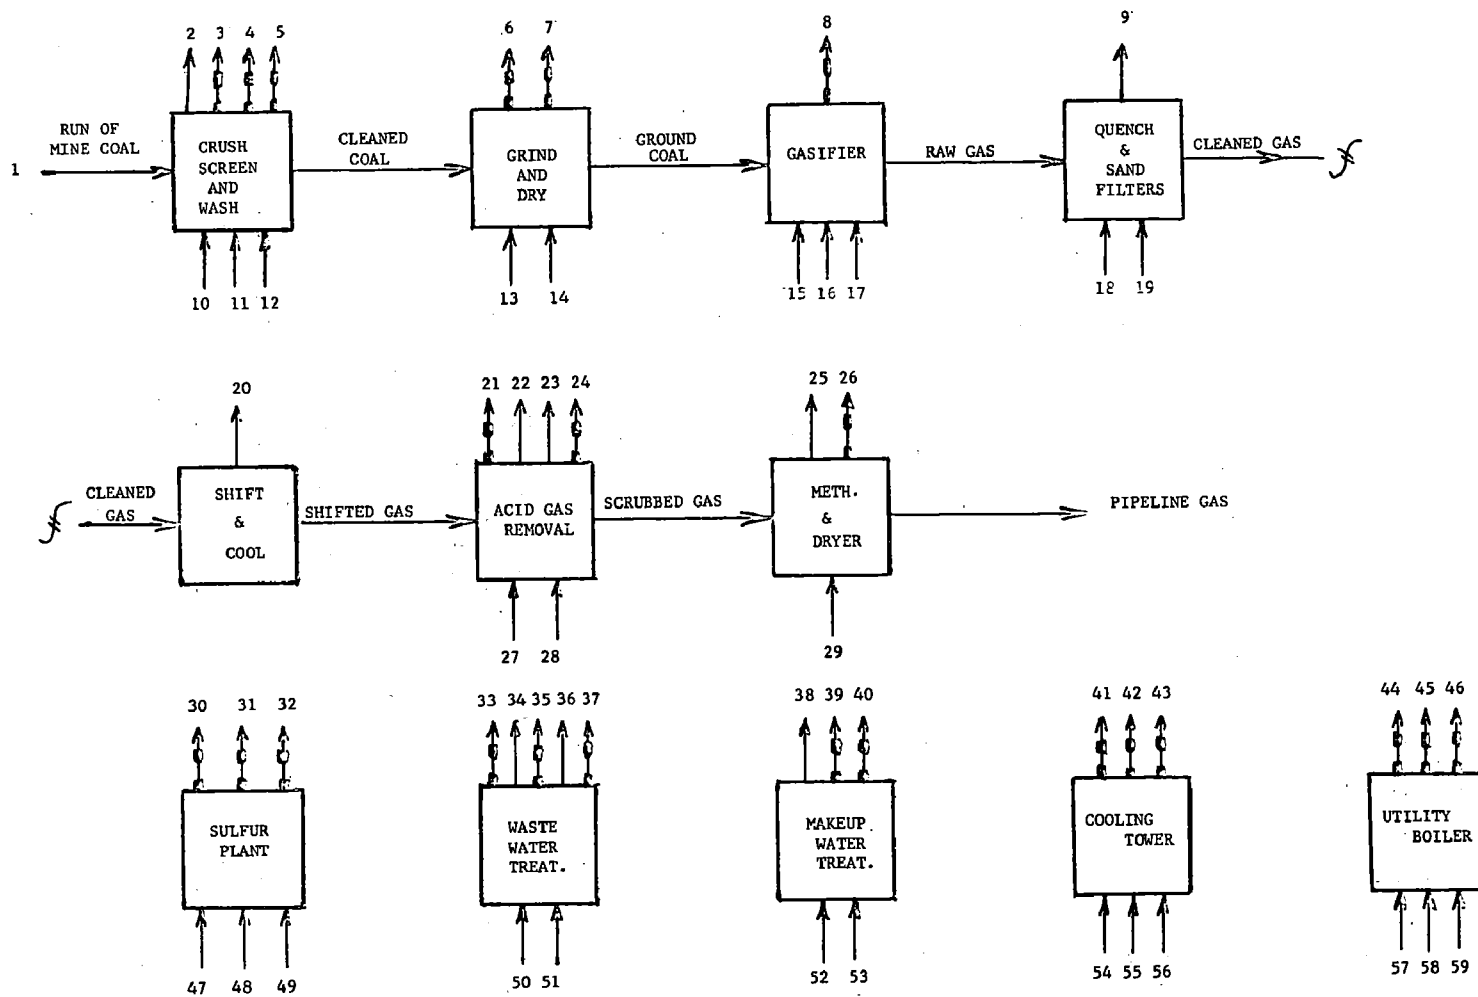 2 3 4 5
6 7
8
9
RUN OF
MINE COAL
1
CRUSH
SCREEN
AND
WASH
CLEANED
COAL
GRIND
AND
DRY
GROUND
COAL
GASIFIER
RAW GAS
QUENCH
&
SAND
FILTERS
CLEANED GAS
10 11 12
13 14
15 16 17
18 19
20
21 22 23 24
25 26
CLEANED
GAS
SHIFT
&
COOL
SHIFTED GAS
ACID GAS
REMOVAL
SCRUBBED GAS
METH.
&
DRYER
PIPELINE GAS
27 28
29
30 31 32
33 34 35 36 37
38 39 40
41 42 43
44 45 46
SULFUR
PLANT
WASTE
WATER
TREAT.
MAKEUP
WATER
TREAT.
COOLING
TOWER
UTILITY
BOILER
47 48 49
50 51
52 53
54 55 56
57 58 59